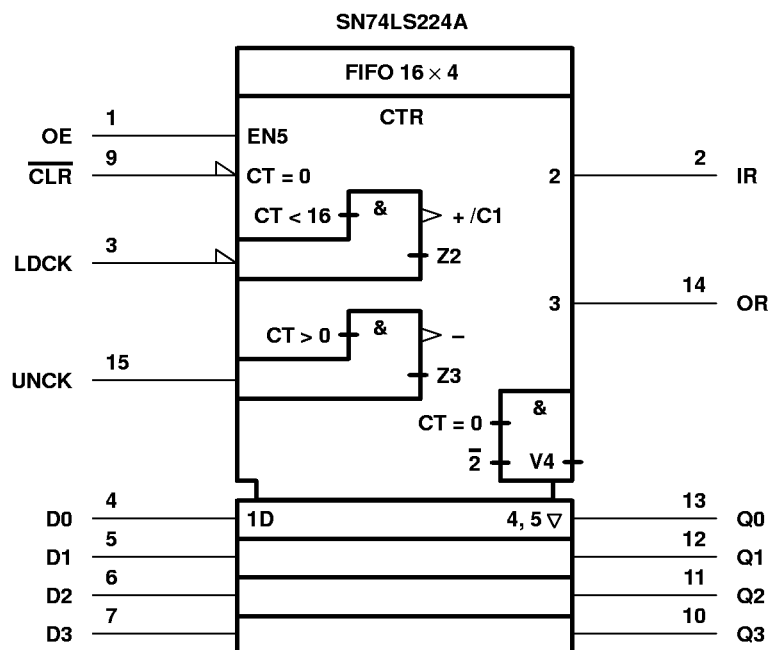 SN74LS224A
FIFO 16 × 4
CTR
1
OE
EN5
9
CLR
CT = 0
2
2
IR
CT < 16
&
+ /C1
3
LDCK
Z2
3
14
OR
CT > 0
&
–
15
UNCK
Z3
CT = 0
&
2
V4
4
D0
1D
4, 5 ▽
13
Q0
5
D1
12
Q1
6
D2
11
Q2
7
D3
10
Q3